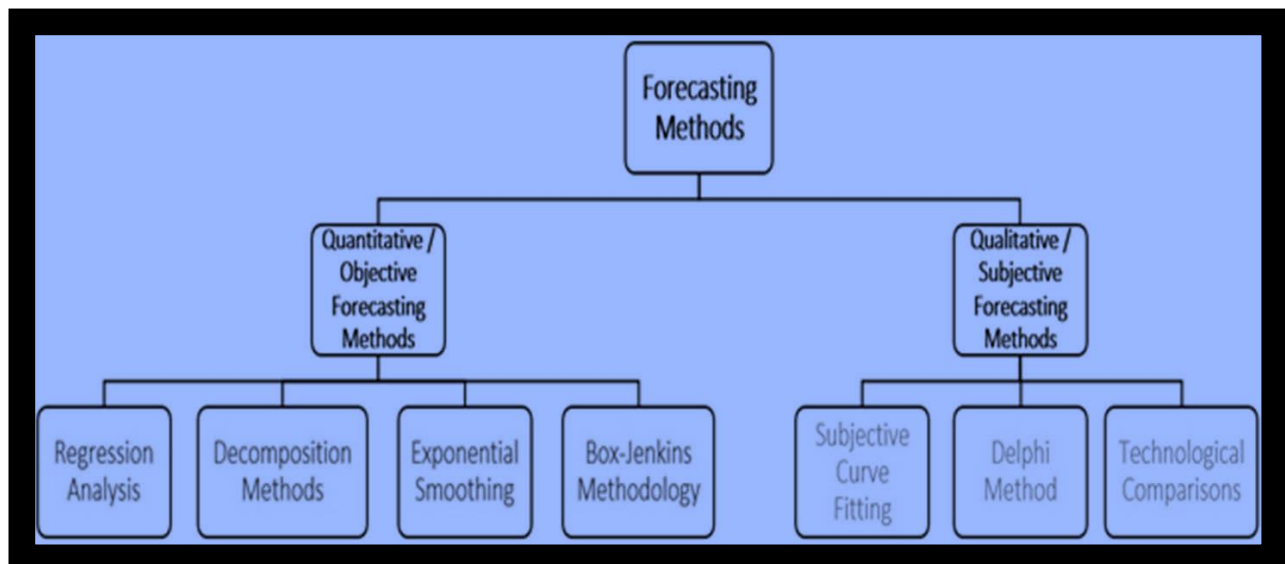 Forecasting
Methods
Quantitative /
Objective
Forecasting
Methods
Qualitative /
Subjective
Forecasting
Methods
Regression
Analysis
Decomposition
Methods
Exponential
Smoothing
Box-Jenkins
Methodology
Subjective
Curve
Fitting
Delphi
Method
Technological
Comparisons